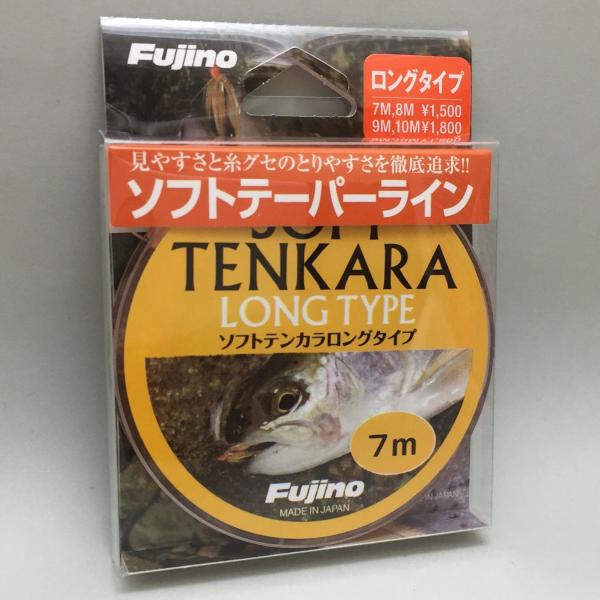 Fujino
ロングタイプ
7M,8M ¥1,500
9M,10M ¥1,800
見やすさと糸グセのとりやすさを徹底追求!!
ソフトテーパーライン
SOFT
TENKARA
LONG TYPE
ソフトテンカラロングタイプ
7m
Fujino
MADE IN JAPAN
IN JAPAN